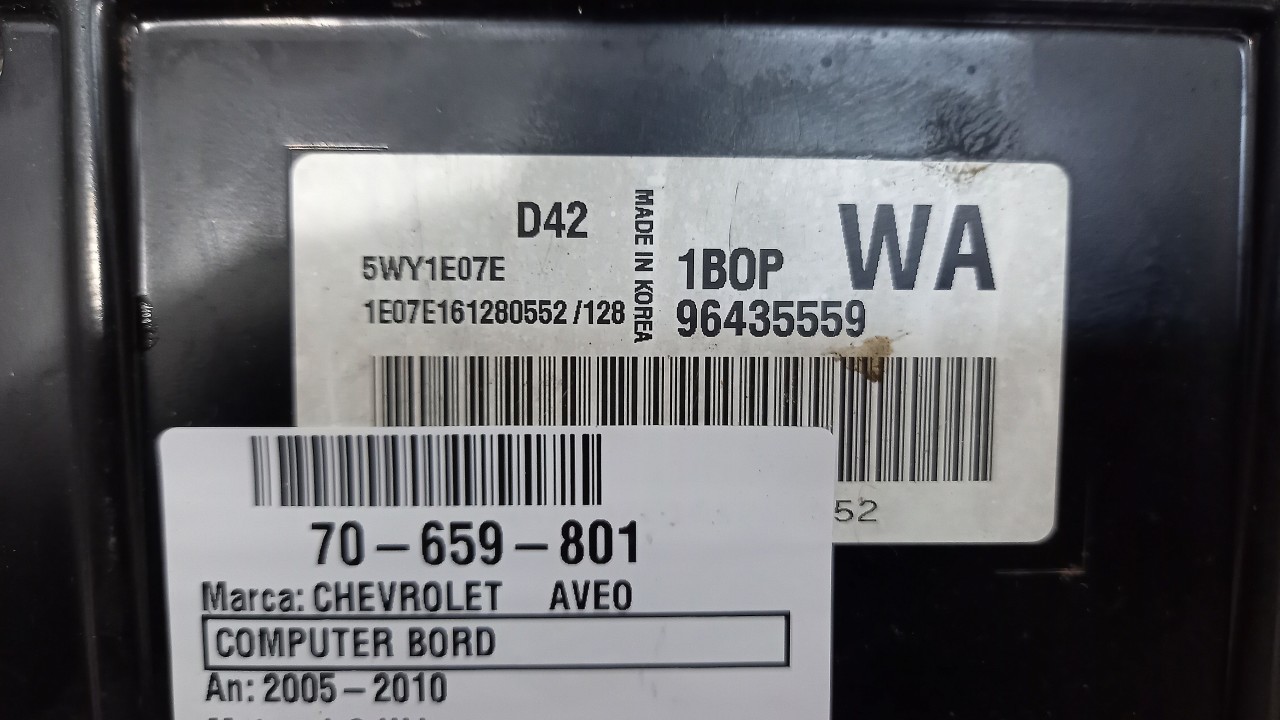 D42
MADE IN KOREA
WA
5WY1E07E
1BOP
1E07E161280552 /128
96435559
52
70-659-801
Marca: CHEVROLET AVEO
COMPUTER BORD
An: 2005-2010